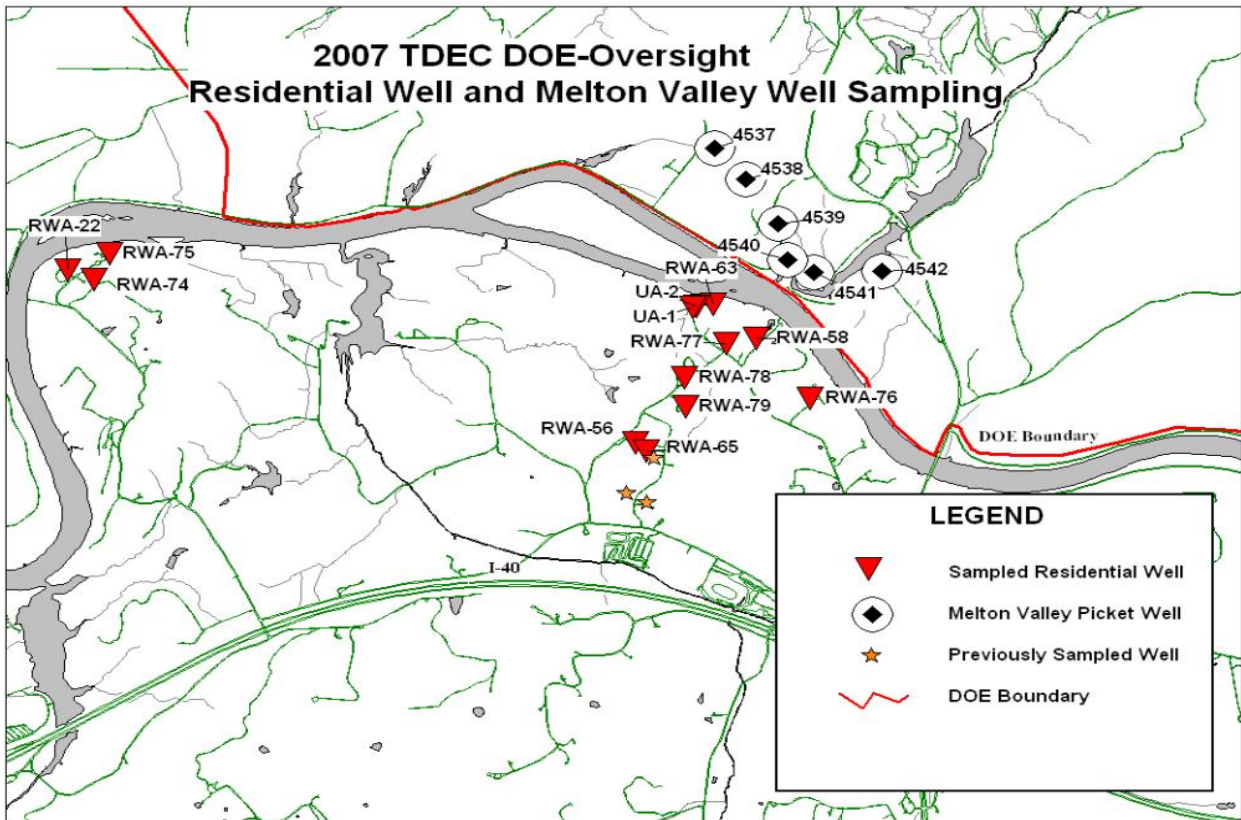 2007 TDEC DOE-Oversight
Residential Well and Melton Valley Well Sampling
4537
4538
4539
4540
4541
4542
RWA-22
RWA-75
RWA-74
RWA-63
UA-2
UA-1
RWA-77
RWA-58
RWA-78
RWA-79
RWA-76
RWA-56
RWA-65
DOE Boundary
I-40
LEGEND
Sampled Residential Well
Melton Valley Picket Well
Previously Sampled Well
DOE Boundary